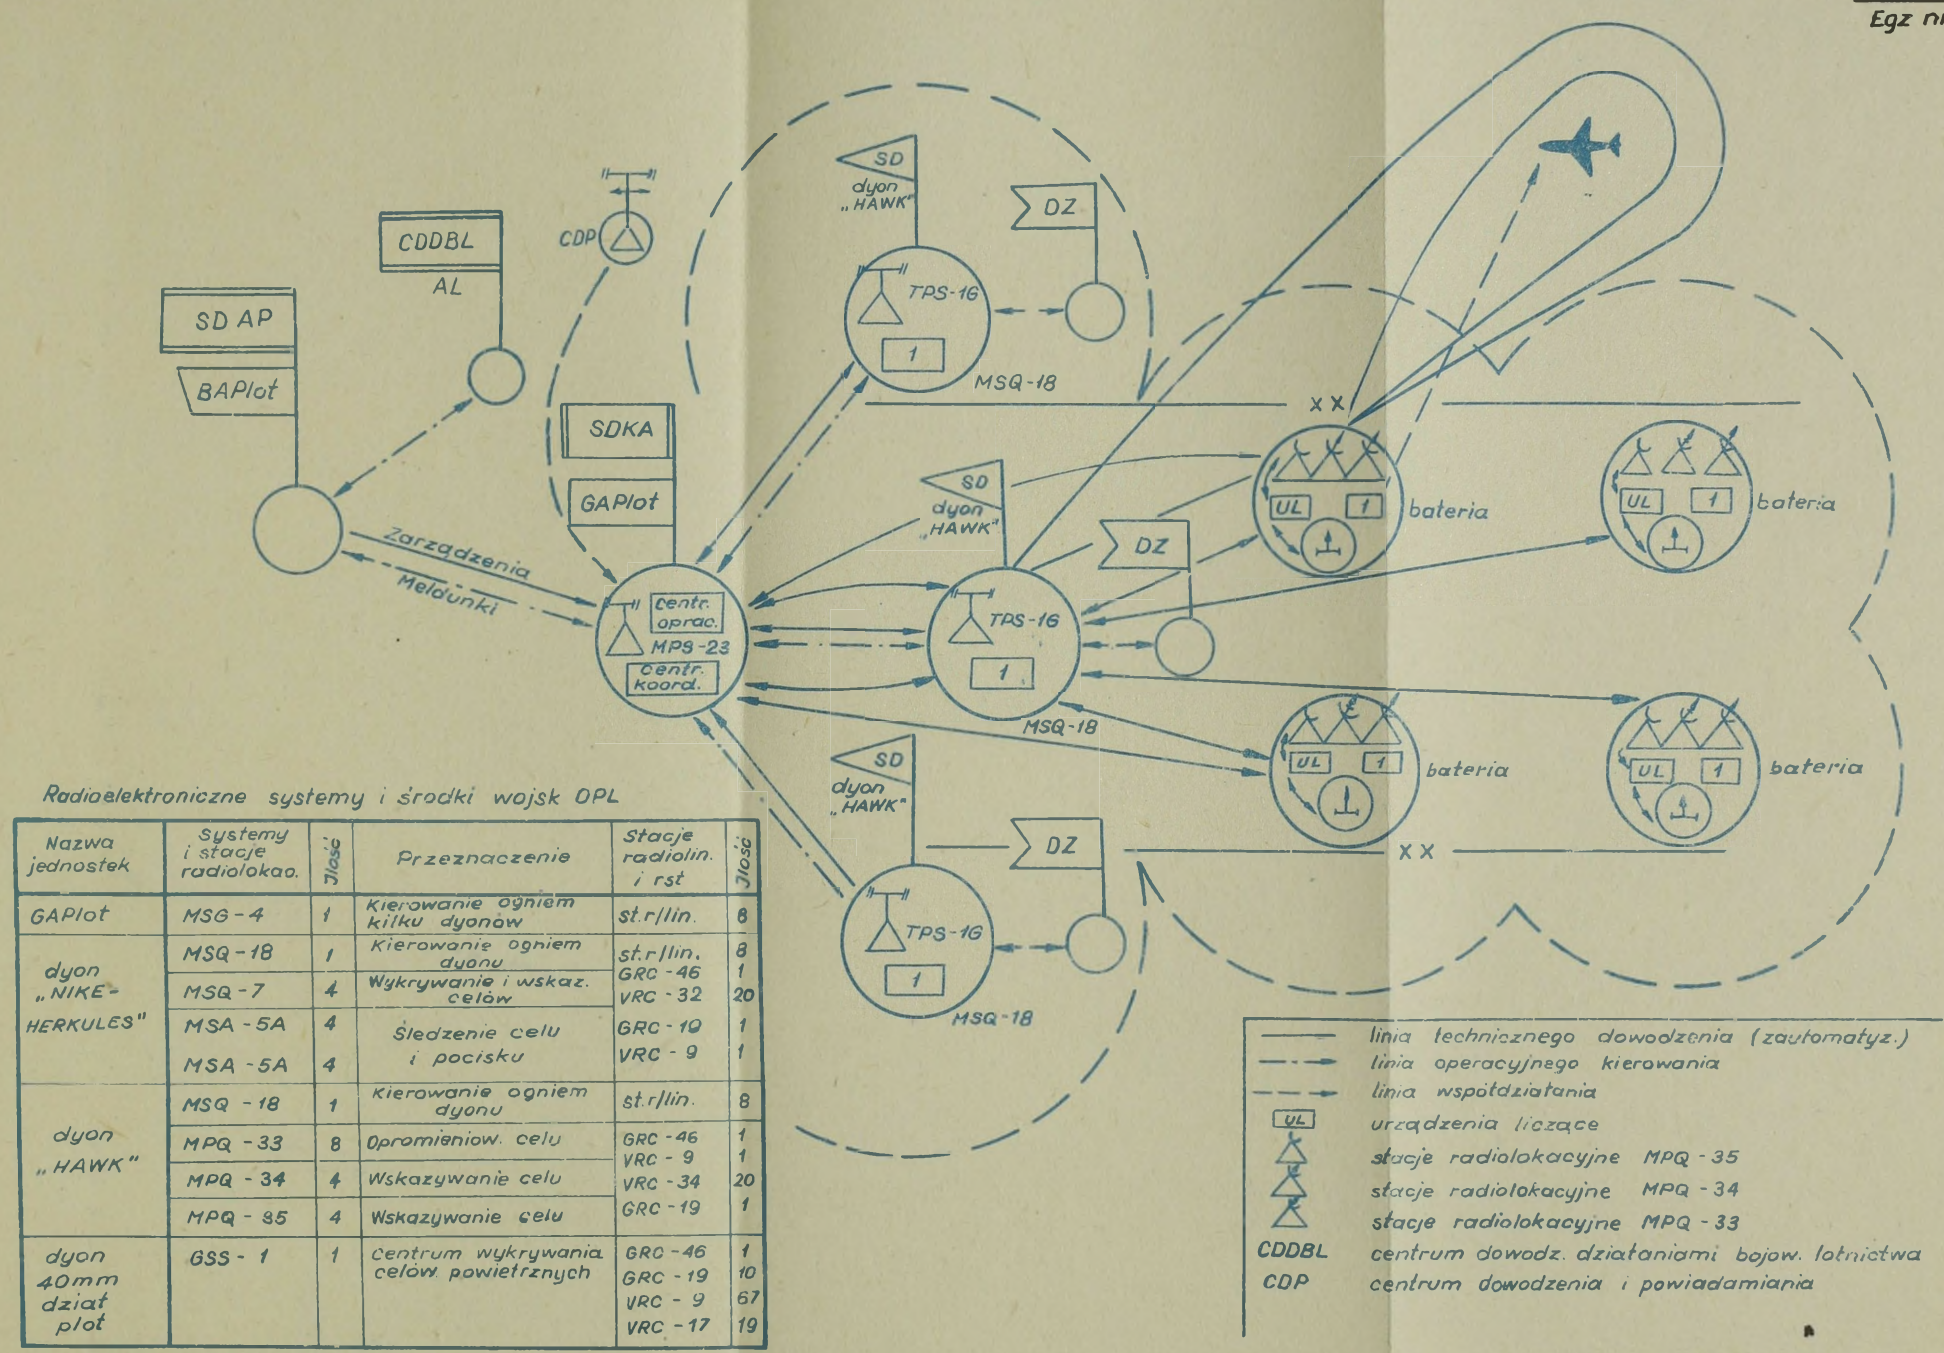 Egz nr
SD
dyon
„HAWK"
DZ
CDP
CDDBL
AL
TPS-1G
1
MSQ-18
SD AP
BAPlot
SDKA
GAPlot
xx
UL
1
bateria
UL
1
bateria
SD
dyon
„HAWK"
DZ
Zarządzenia
Meldunki
centr.
oprac.
MPS-23
centr.
koord.
TPS-1G
1
MSQ-18
UL
1
bateria
UL
1
bateria
SD
dyon
„HAWK"
DZ
xx
TPS-1G
1
MSQ-18
Radioelektroniczne systemy i środki wojsk OPL
Nazwa
jednostek
Systemy
i stacje
radiolokac.
Ilość
Przeznaczenie
Stacje
radiolin.
i rst
Ilość
GAPlot
MSG-4
1
Kierowanie ogniem
kilku dyonów
st.r/lin.
8
dyon
„NIKE-
HERKULES"
MSQ-18
1
Kierowanie ogniem
dyonu
st.r/lin.
8
GRC-46
1
MSQ-7
4
Wykrywanie i wskaz.
celów
VRC-32
20
MSA-5A
4
Śledzenie celu
i pocisku
GRC-19
1
MSA-5A
4
VRC-9
1
dyon
„HAWK"
MSQ-18
1
Kierowanie ogniem
dyonu
st.r/lin.
8
MPQ-33
8
Opromieniow. celu
GRC-46
1
VRC-9
1
MPQ-34
4
Wskazywanie celu
VRC-34
20
MPQ-35
4
Wskazywanie celu
GRC-19
1
dyon
40mm
dział
plot
GSS-1
1
Centrum wykrywania
celów powietrznych
GRC-46
1
GRC-19
10
VRC-9
67
VRC-17
19
linia technicznego dowodzenia (zautomatyz.)
linia operacyjnego kierowania
linia współdziałania
UL urządzenia liczące
stacje radiolokacyjne MPQ-35
stacje radiolokacyjne MPQ-34
stacje radiolokacyjne MPQ-33
CDDBL centrum dowodz. działaniami bojow. lotnictwa
CDP centrum dowodzenia i powiadamiania